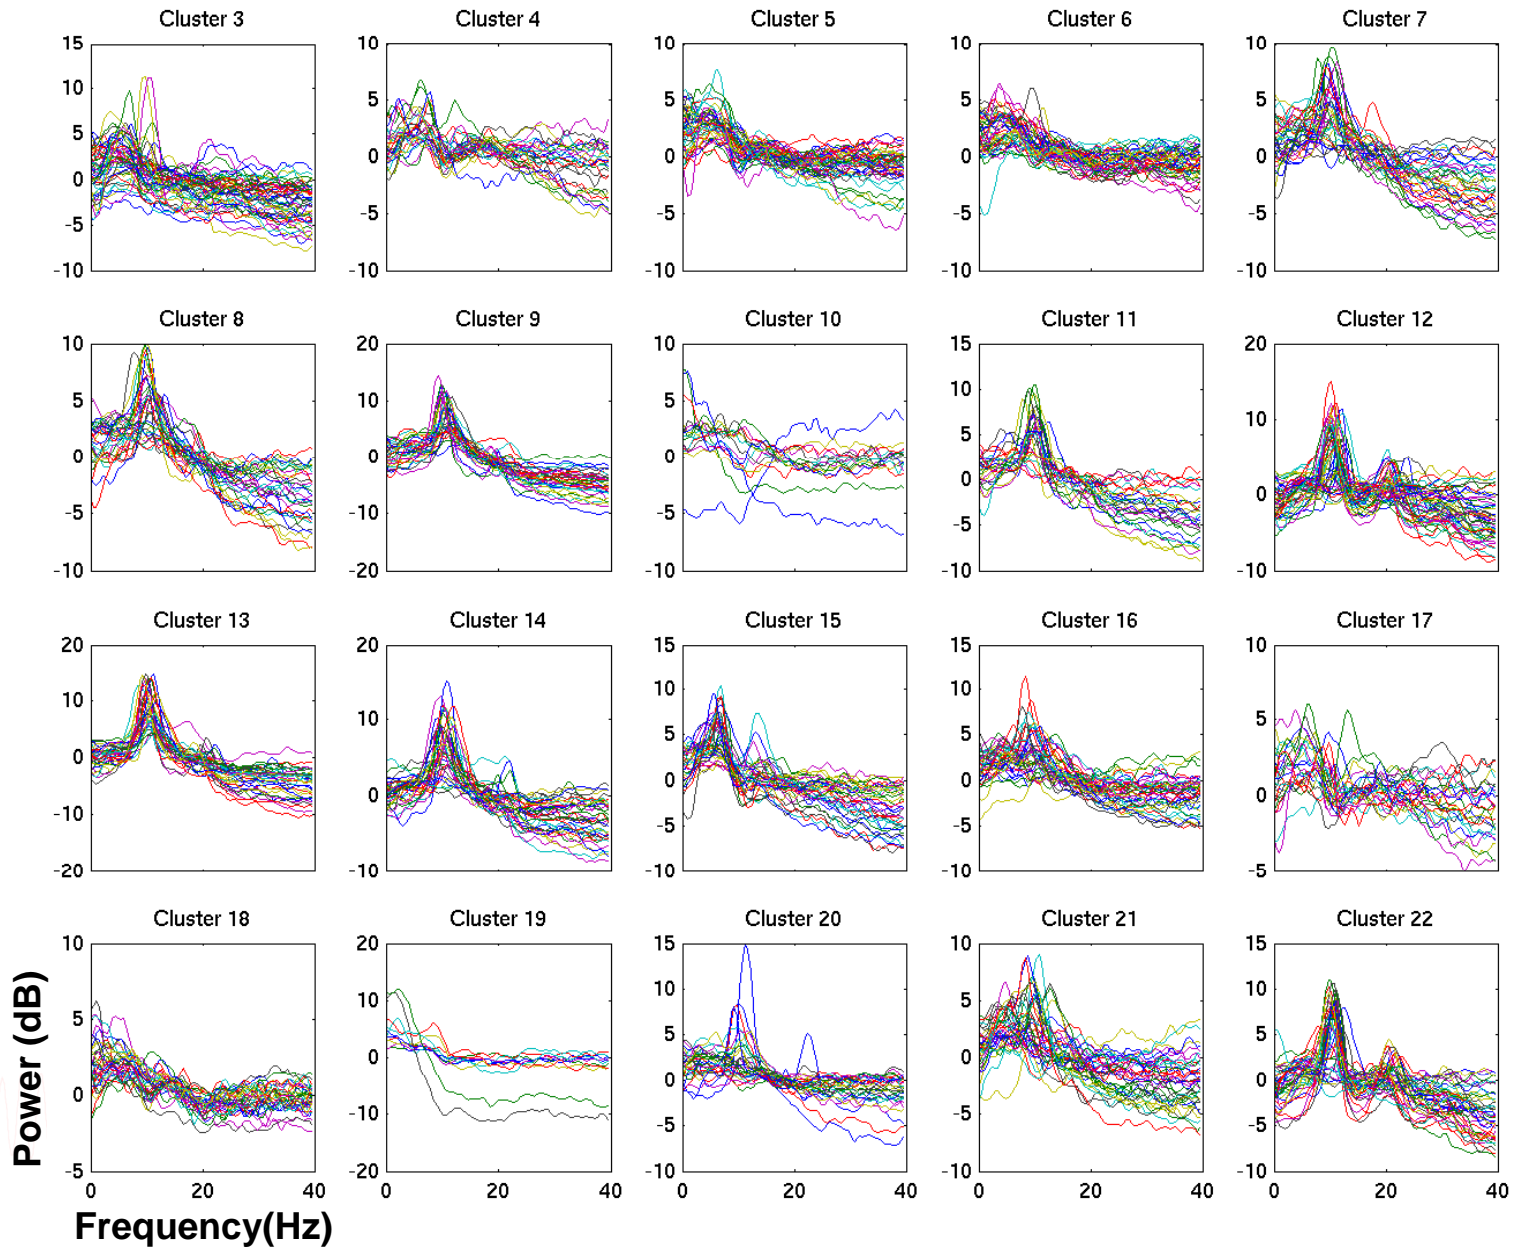 Cluster 3 Cluster 4 Cluster 5 Cluster 6 Cluster 7
15 10 10 10 10
10 5 5 5 5
5 0 0 0 0
0 -5 -5 -5 -5
-5
-10 -10 -10 -10 -10
Cluster 8 Cluster 9 Cluster 10 Cluster 11 Cluster 12
10 20 10 15 20
5 10 5 10 10
0 0 0 5 0
-5 -10 -5 0
-5
-10 -20 -10 -10 -10
Cluster 13 Cluster 14 Cluster 15 Cluster 16 Cluster 17
20 20 15 15 10
10 10 10 10 5
0 0 5 5 0
-10 0 0
-5 -5
-20 -10 -10 -10 -5
Cluster 18 Cluster 19 Cluster 20 Cluster 21 Cluster 22
10 20 15 10 15
5 10 10 5 10
0 0 5 0 5
-10 0 -5 0
-5 -5
-5 -20 -10 -10 -10
0 20 40 0 20 40 0 20 40 0 20 40 0 20 40
Power (dB)
Frequency(Hz)